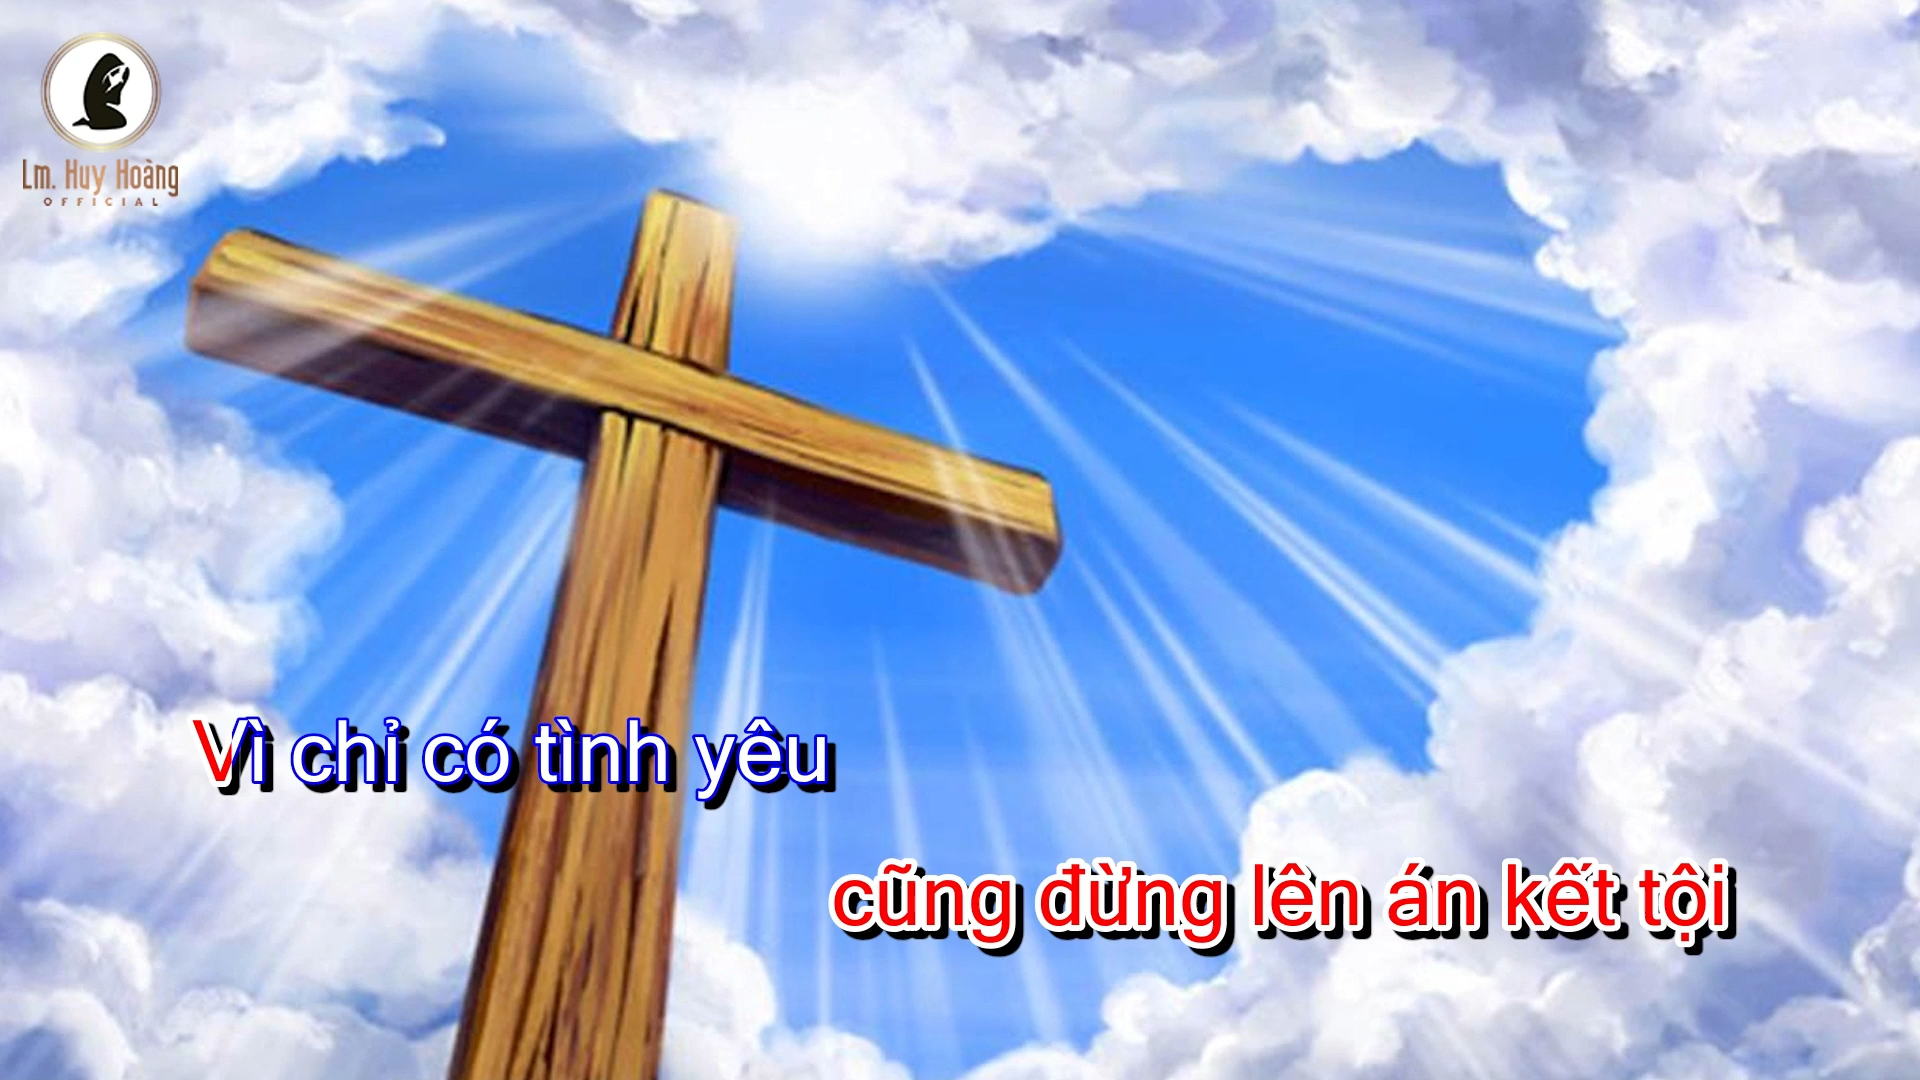 Lm. Huy Hoàng
OFFICIAL
Vì chỉ có tình yêu
cũng đừng lên án kết tội